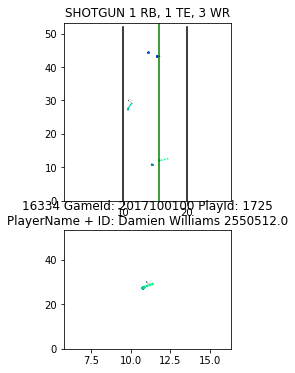 SHOTGUN 1 RB, 1 TE, 3 WR
50
40
30
20
10
0
10 20
16334 GameId: 2017100100 PlayId: 1725
PlayerName + ID: Damien Williams 2550512.0
40
20
0
7.5 10.0 12.5 15.0